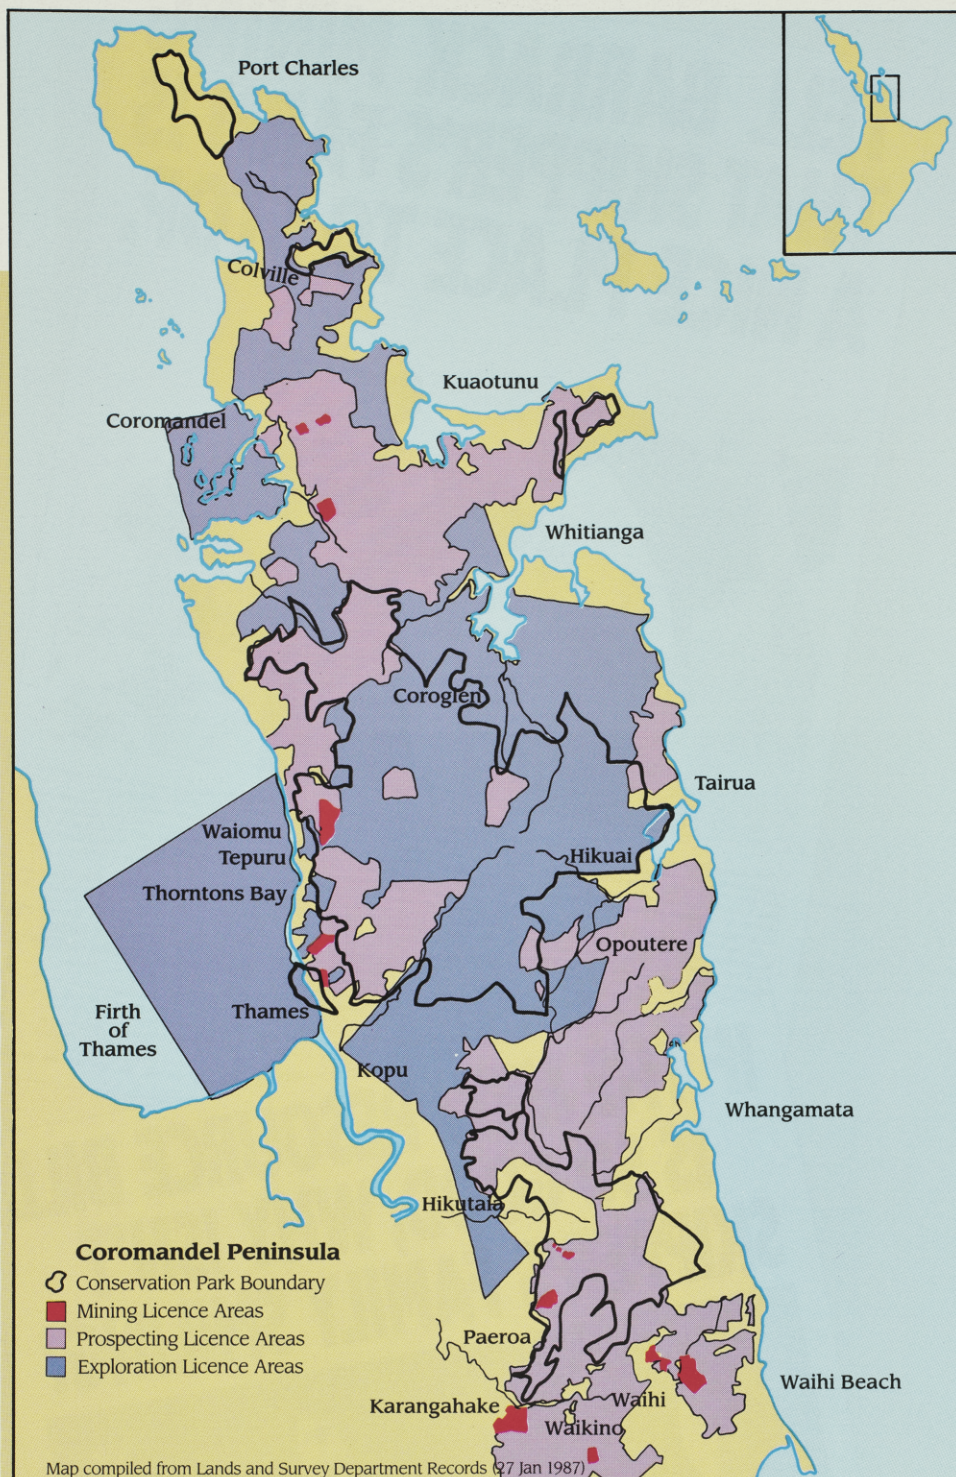 Port Charles
Colville
Kuaotunu
Coromandel
Whitianga
Coroglen
Tairua
Waiomu
Tepuru
Hikuai
Thorntons Bay
Opoutere
Firth
of
Thames
Thames
Kopu
Whangamata
Hikutaia
Coromandel Peninsula
Conservation Park Boundary
Mining Licence Areas
Prospecting Licence Areas
Exploration Licence Areas
Paeroa
Waihi Beach
Karangahake
Waihi
Waikino
Map compiled from Lands and Survey Department Records (27 Jan 1987)